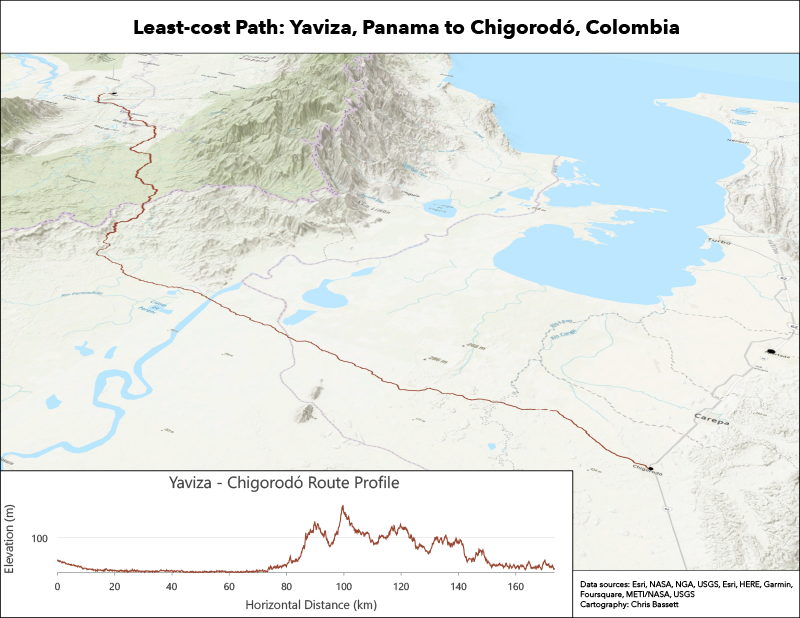 Least-cost Path: Yaviza, Panama to Chigorodó, Colombia
Turbo
206 m
286 m
Carepa
Chigorodó
Yaviza - Chigorodó Route Profile
Elevation (m)
100
0
20
40
60
80
100
120
140
160
Horizontal Distance (km)
Data sources: Esri, NASA, NGA, USGS, Esri, HERE, Garmin,
Foursquare, METI/NASA, USGS
Cartography: Chris Bassett